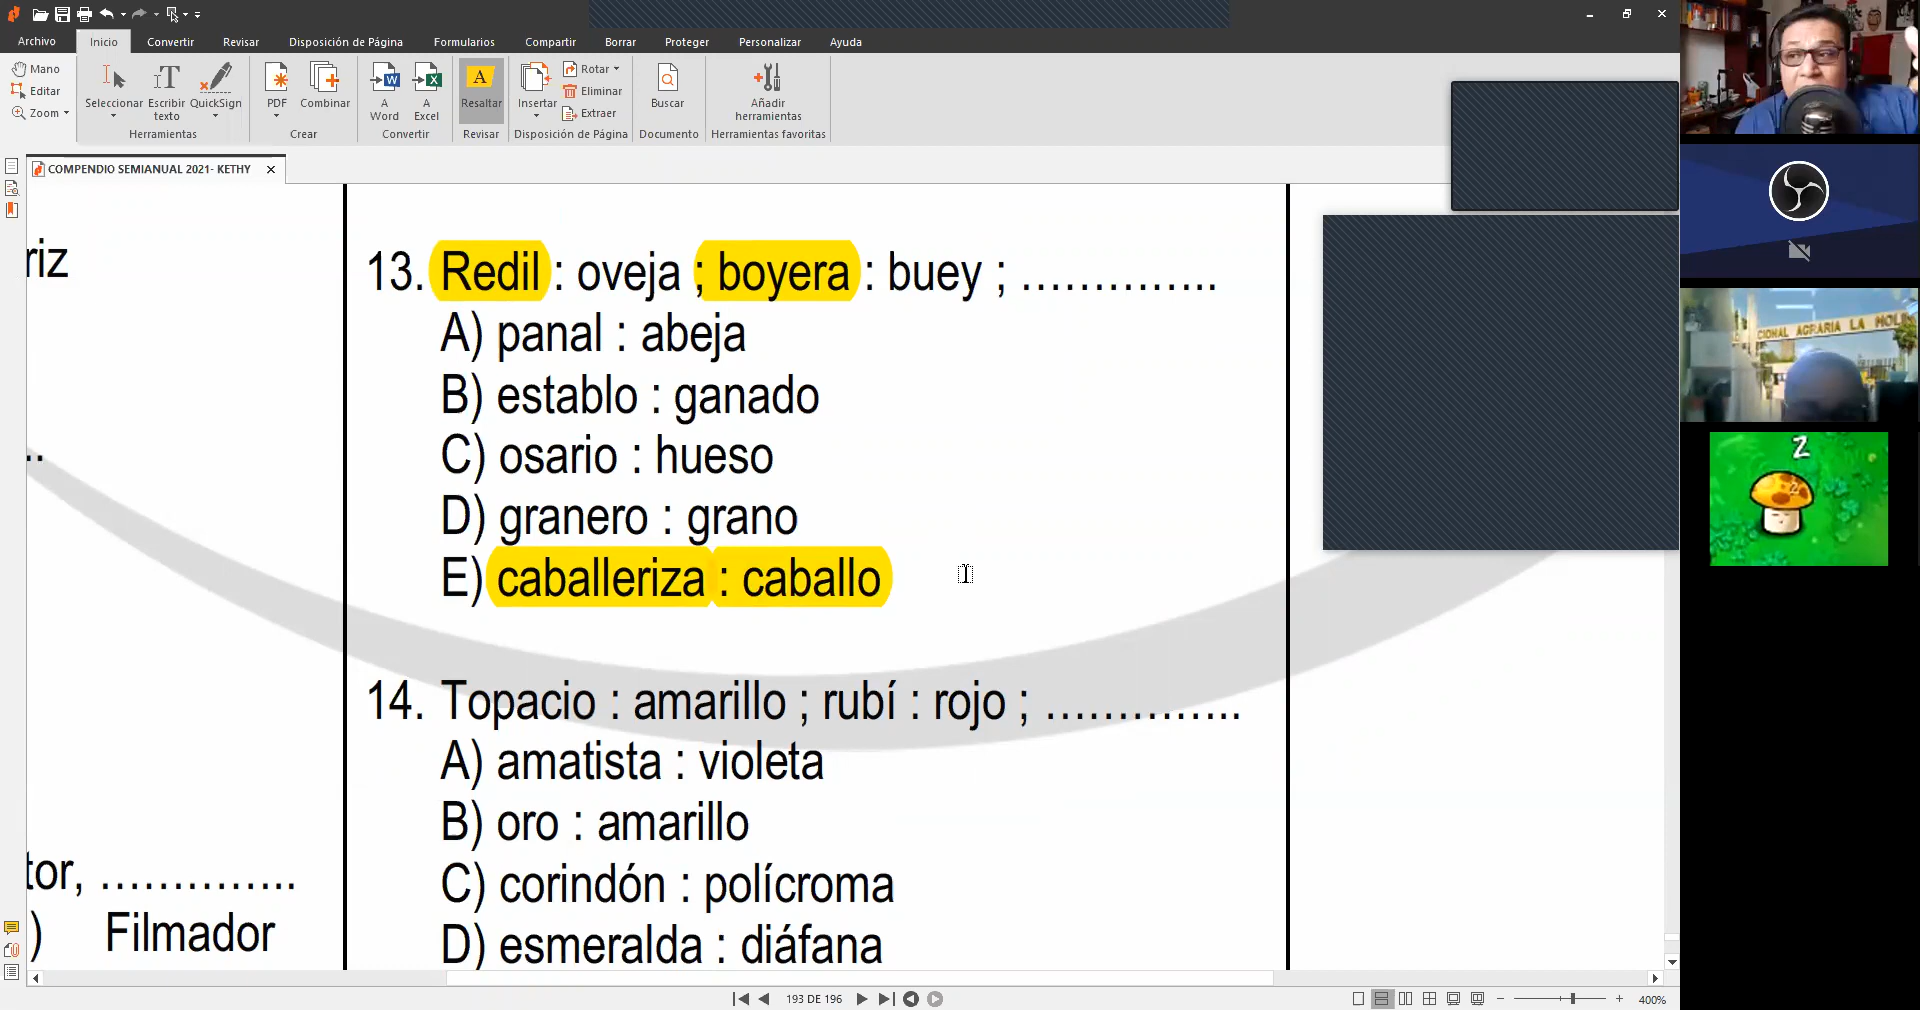 Archivo
Inicio
Convertir
Revisar
Disposición de Página
Formularios
Compartir
Borrar
Proteger
Personalizar
Ayuda
Mano
Editar
Zoom
Seleccionar
Escribir texto
QuickSign
Herramientas
PDF
Combinar
Crear
A Word
A Excel
Convertir
Resaltar
Revisar
Insertar
Rotar
Eliminar
Extraer
Disposición de Página
Buscar
Documento
Añadir herramientas
Herramientas favoritas
COMPENDIO SEMIANUAL 2021- KETHY
riz
..
tor, …………..
) Filmador
13. Redil : oveja ; boyera : buey ; …………..
A) panal : abeja
B) establo : ganado
C) osario : hueso
D) granero : grano
E) caballeriza : caballo
14. Topacio : amarillo ; rubí : rojo ; …………..
A) amatista : violeta
B) oro : amarillo
C) corindón : polícroma
D) esmeralda : diáfana
193 DE 196
400%
CIONAL AGRARIA LA MOLI
Z
z